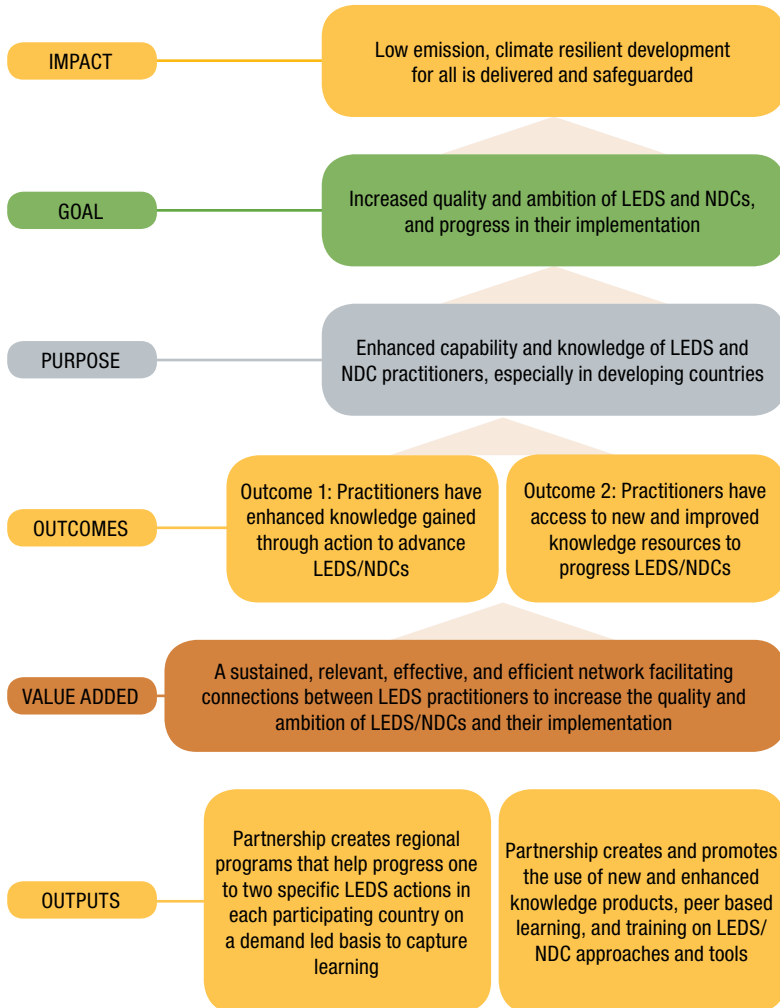 IMPACT
Low emission, climate resilient development
for all is delivered and safeguarded
GOAL
Increased quality and ambition of LEDS and NDCs,
and progress in their implementation
PURPOSE
Enhanced capability and knowledge of LEDS and
NDC practitioners, especially in developing countries
OUTCOMES
Outcome 1: Practitioners have
enhanced knowledge gained
through action to advance
LEDS/NDCs
Outcome 2: Practitioners have
access to new and improved
knowledge resources to
progress LEDS/NDCs
VALUE ADDED
A sustained, relevant, effective, and efficient network facilitating
connections between LEDS practitioners to increase the quality and
ambition of LEDS/NDCs and their implementation
OUTPUTS
Partnership creates regional
programs that help progress one
to two specific LEDS actions in
each participating country on
a demand led basis to capture
learning
Partnership creates and promotes
the use of new and enhanced
knowledge products, peer based
learning, and training on LEDS/
NDC approaches and tools